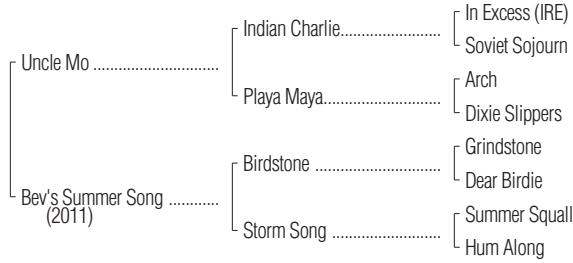 In Excess (IRE)
Indian Charlie....................
Soviet Sojourn
Uncle Mo .........................
Arch
Playa Maya.......................
Dixie Slippers
Grindstone
Birdstone .........................
Dear Birdie
Bev's Summer Song ..........
(2011)
Summer Squall
Storm Song ......................
Hum Along